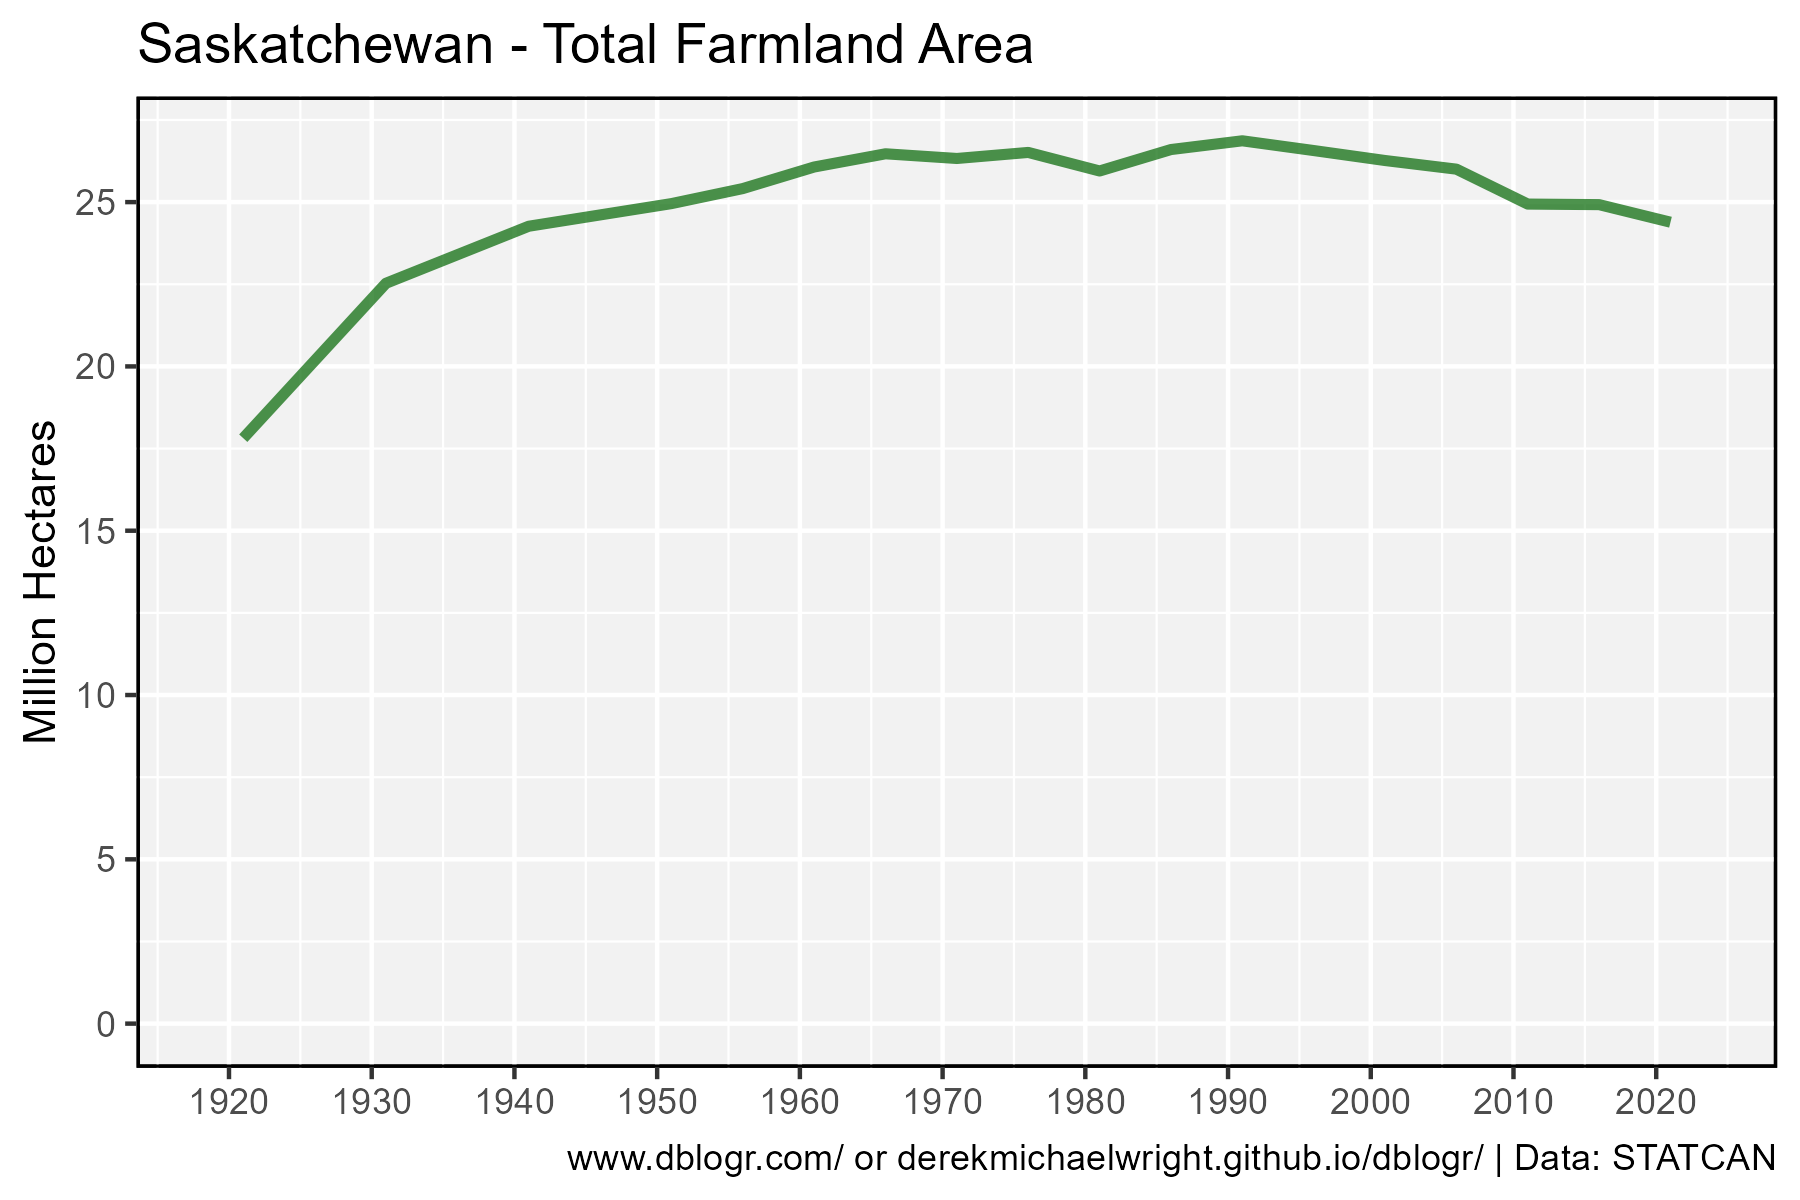 Saskatchewan - Total Farmland Area
Million Hectares
25
20
15
10
5
0
1920 1930 1940 1950 1960 1970 1980 1990 2000 2010 2020
www.dblogr.com/ or derekmichaelwright.github.io/dblogr/ | Data: STATCAN